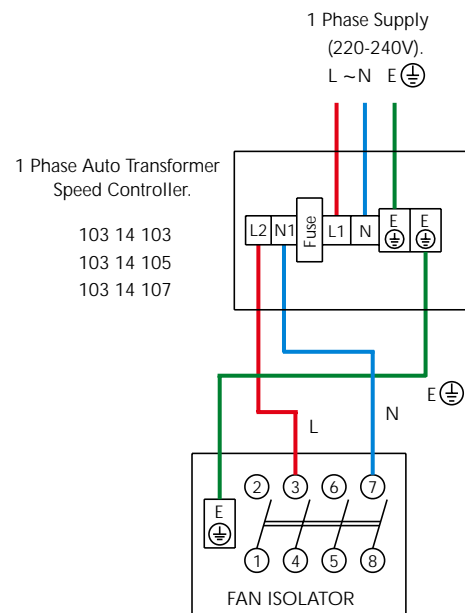 1 Phase Supply
(220-240V).
L ~ N E
1 Phase Auto Transformer
Speed Controller.
103 14 103
103 14 105
103 14 107
L2 N1 Fuse L1 N E E
E
L N
2 3 6 7
E
1 4 5 8
FAN ISOLATOR